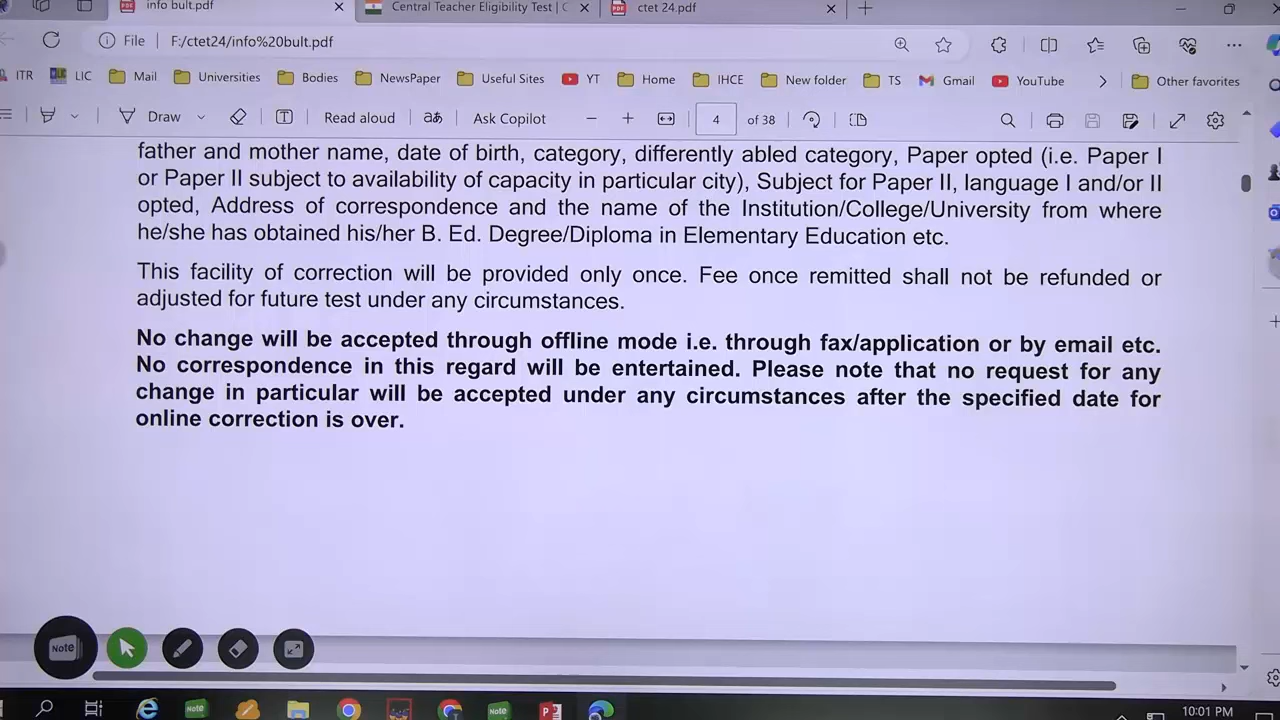 info bult.pdf
Central Teacher Eligibility Test | C
ctet 24.pdf
File F:/ctet24/info%20bult.pdf
ITR LIC Mail Universities Bodies NewsPaper Useful Sites YT Home IHCE New folder TS Gmail YouTube Other favorites
Draw Read aloud aあ Ask Copilot 4 of 38
father and mother name, date of birth, category, differently abled category, Paper opted (i.e. Paper I
or Paper II subject to availability of capacity in particular city), Subject for Paper II, language I and/or II
opted, Address of correspondence and the name of the Institution/College/University from where
he/she has obtained his/her B. Ed. Degree/Diploma in Elementary Education etc.
This facility of correction will be provided only once. Fee once remitted shall not be refunded or
adjusted for future test under any circumstances.
No change will be accepted through offline mode i.e. through fax/application or by email etc.
No correspondence in this regard will be entertained. Please note that no request for any
change in particular will be accepted under any circumstances after the specified date for
online correction is over.
Note
Note Note
10:01 PM